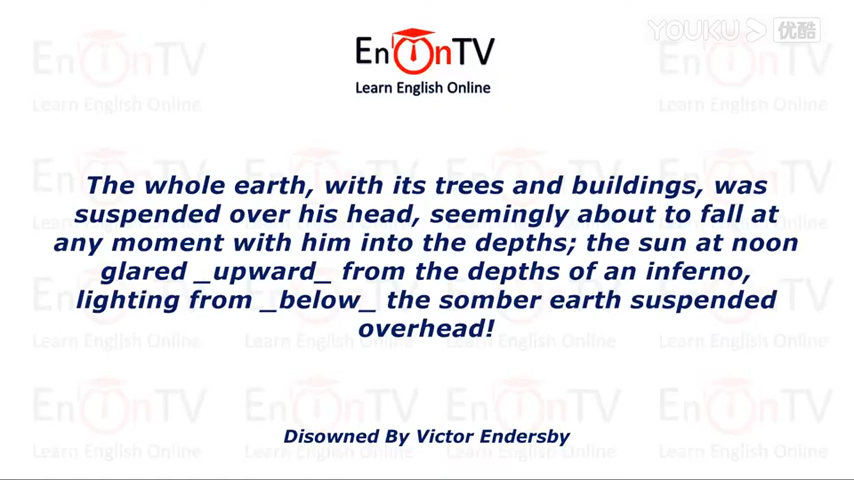 YOUKU 优酷
EnOnTV
Learn English Online
The whole earth, with its trees and buildings, was
suspended over his head, seemingly about to fall at
any moment with him into the depths; the sun at noon
glared _upward_ from the depths of an inferno,
lighting from _below_ the somber earth suspended
overhead!
Disowned By Victor Endersby